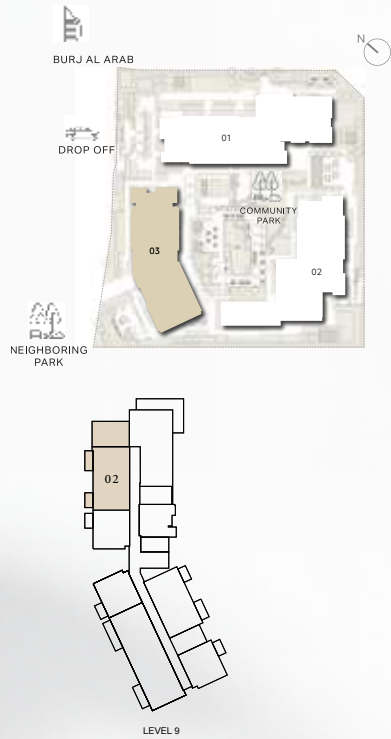 N
BURJ AL ARAB
DROP OFF
01
COMMUNITY
PARK
03
02
NEIGHBORING
PARK
02
LEVEL 9